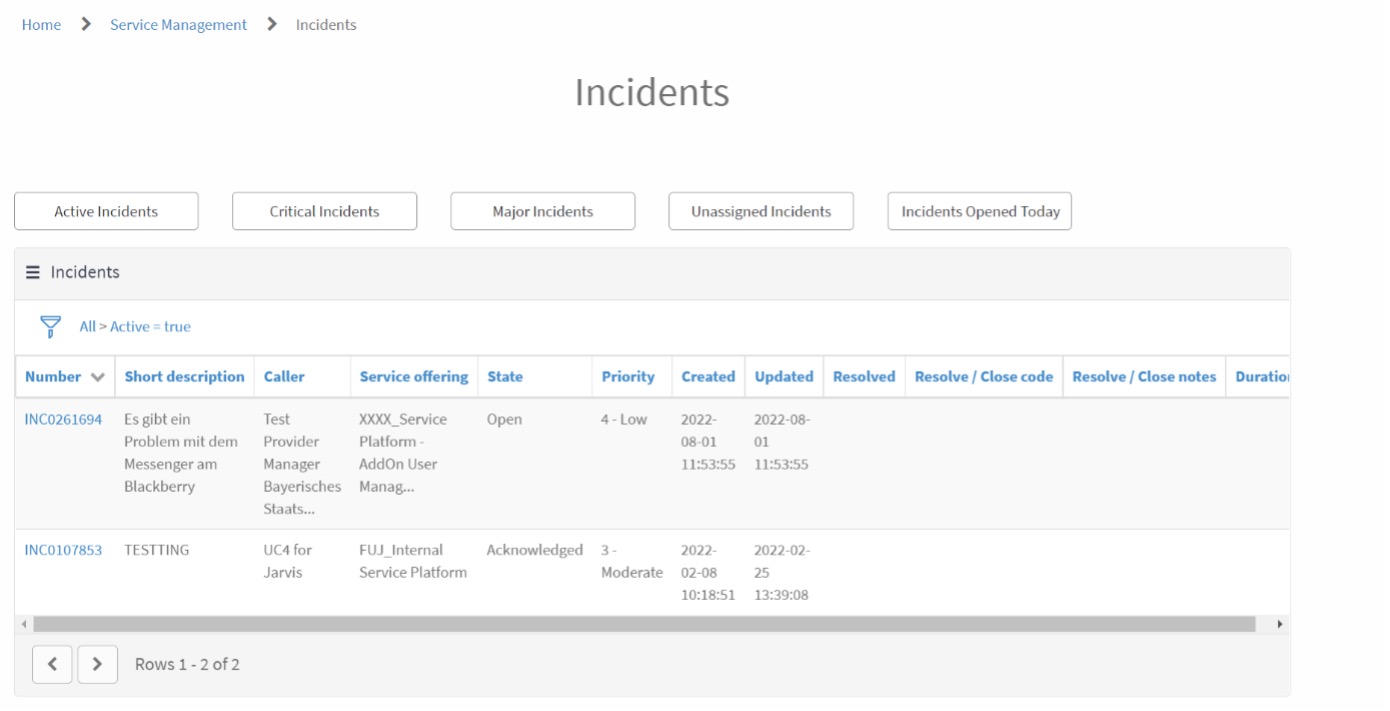 Home > Service Management > Incidents
Incidents
Active Incidents
Critical Incidents
Major Incidents
Unassigned Incidents
Incidents Opened Today
Incidents
All > Active = true
Number Short description Caller Service offering State Priority Created Updated Resolved Resolve / Close code Resolve / Close notes Duration
INC0261694
Es gibt ein
Problem mit dem
Messenger am
Blackberry
Test
Provider
Manager
Bayerisches
Staats...
XXXX_Service
Platform -
AddOn User
Manag...
Open
4 - Low
2022-
08-01
11:53:55
2022-08-
01
11:53:55
INC0107853
TESTTING
UC4 for
Jarvis
FUJ_Internal
Service Platform
Acknowledged
3 -
Moderate
2022-
02-08
10:18:51
2022-02-
25
13:39:08
Rows 1 - 2 of 2